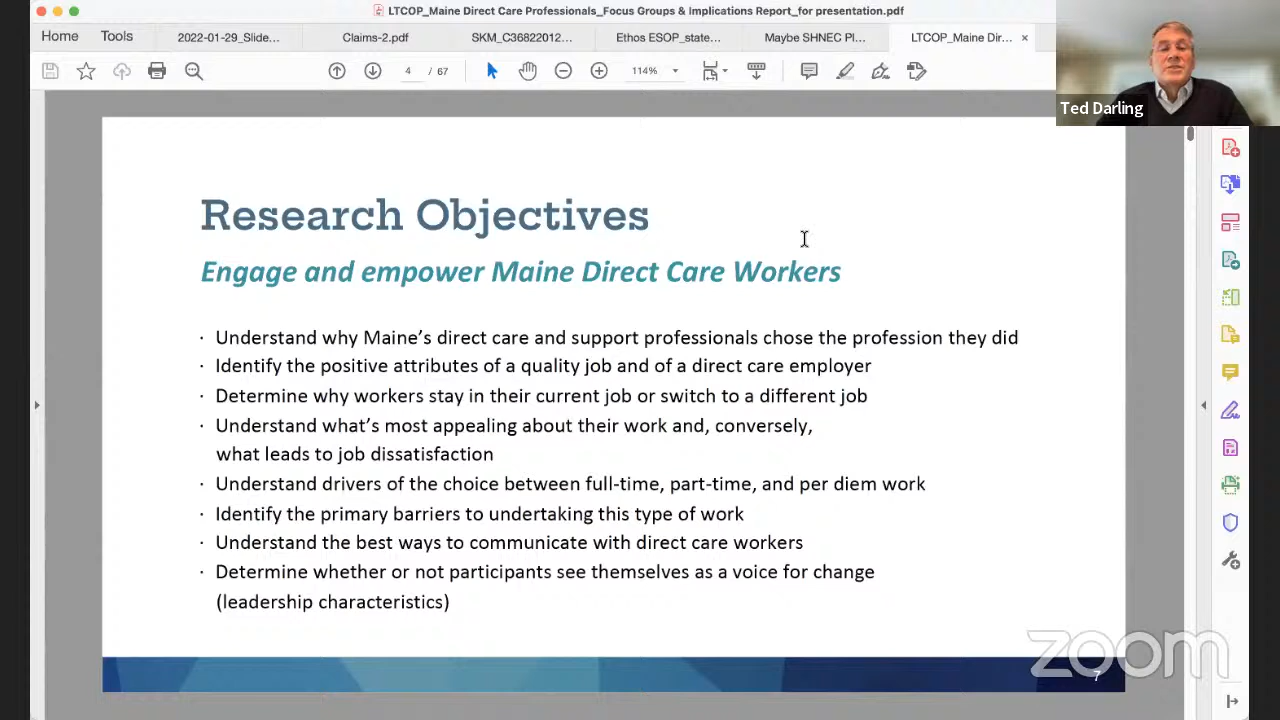 LTCOP_Maine Direct Care Professionals_Focus Groups & Implications Report_for presentation.pdf
Home Tools 2022-01-29_Slide... Claims-2.pdf SKM_C36822012... Ethos ESOP_state... Maybe SHNEC Pl... LTCOP_Maine Dir... ×
4 / 67 114%
Ted Darling
Research Objectives
Engage and empower Maine Direct Care Workers
· Understand why Maine’s direct care and support professionals chose the profession they did
· Identify the positive attributes of a quality job and of a direct care employer
· Determine why workers stay in their current job or switch to a different job
· Understand what’s most appealing about their work and, conversely,
what leads to job dissatisfaction
· Understand drivers of the choice between full-time, part-time, and per diem work
· Identify the primary barriers to undertaking this type of work
· Understand the best ways to communicate with direct care workers
· Determine whether or not participants see themselves as a voice for change
(leadership characteristics)
zoom
7